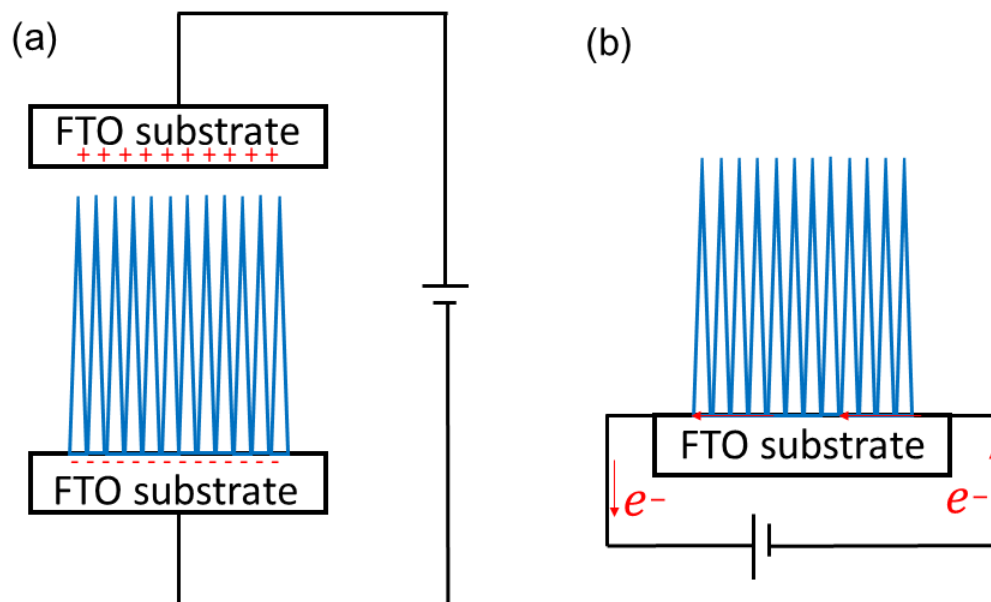 (a)
FTO substrate
+ + + + + + + + + +
- - - - - - - - - - - - - -
FTO substrate
(b)
FTO substrate
e−
e−